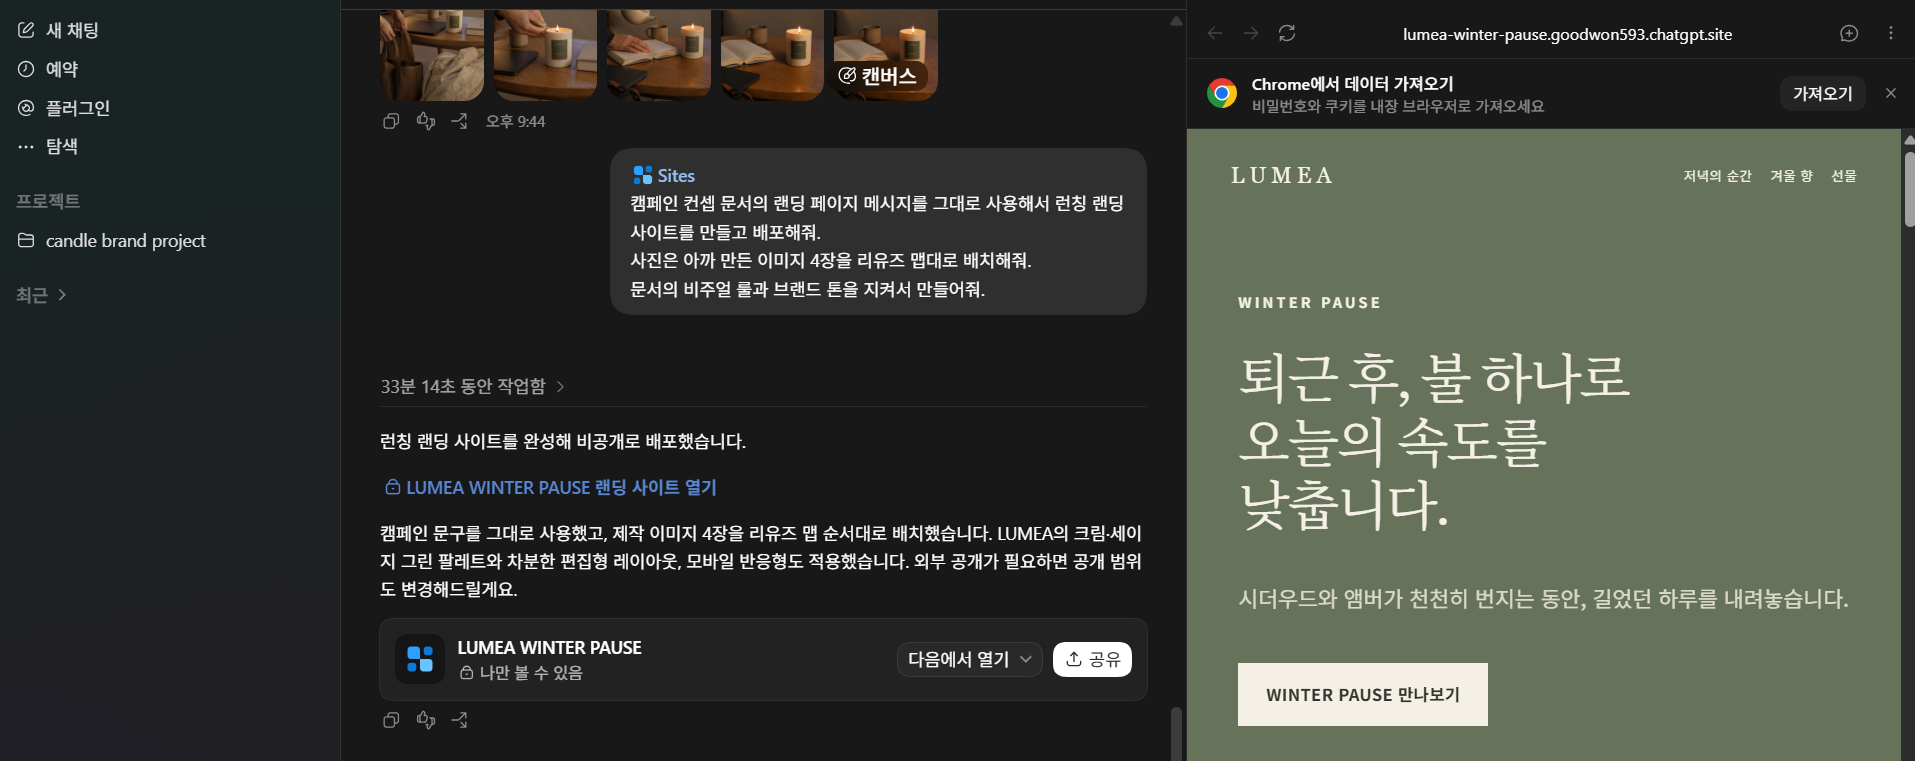 새 채팅
예약
플러그인
탐색
프로젝트
candle brand project
최근
캔버스
오후 9:44
Sites
캠페인 컨셉 문서의 랜딩 페이지 메시지를 그대로 사용해서 런칭 랜딩
사이트를 만들고 배포해줘.
사진은 아까 만든 이미지 4장을 리유즈 맵대로 배치해줘.
문서의 비주얼 룰과 브랜드 톤을 지켜서 만들어줘.
33분 14초 동안 작업함
런칭 랜딩 사이트를 완성해 비공개로 배포했습니다.
LUMEA WINTER PAUSE 랜딩 사이트 열기
캠페인 문구를 그대로 사용했고, 제작 이미지 4장을 리유즈 맵 순서대로 배치했습니다. LUMEA의 크림·세이
지 그린 팔레트와 차분한 편집형 레이아웃, 모바일 반응형도 적용했습니다. 외부 공개가 필요하면 공개 범위
도 변경해드릴게요.
LUMEA WINTER PAUSE
나만 볼 수 있음
다음에서 열기
공유
lumea-winter-pause.goodwon593.chatgpt.site
Chrome에서 데이터 가져오기
비밀번호와 쿠키를 내장 브라우저로 가져오세요
가져오기
LUMEA
저녁의 순간 겨울 향 선물
WINTER PAUSE
퇴근 후, 불 하나로
오늘의 속도를
낮춥니다.
시더우드와 앰버가 천천히 번지는 동안, 길었던 하루를 내려놓습니다.
WINTER PAUSE 만나보기